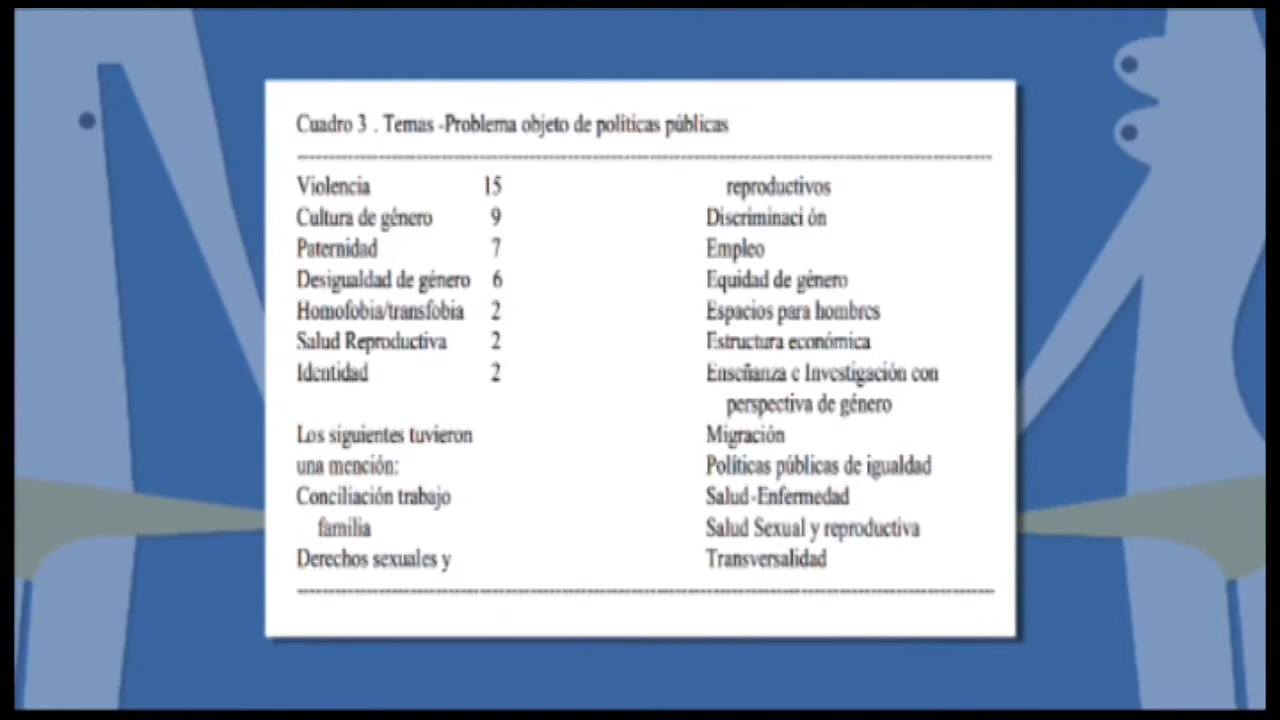 Cuadro 3 . Temas -Problema objeto de políticas públicas
Violencia 15
Cultura de género 9
Paternidad 7
Desigualdad de género 6
Homofobia/transfobia 2
Salud Reproductiva 2
Identidad 2
Los siguientes tuvieron
una mención:
Conciliación trabajo
familia
Derechos sexuales y
reproductivos
Discriminaci ón
Empleo
Equidad de género
Espacios para hombres
Estructura económica
Enseñanza e Investigación con
perspectiva de género
Migración
Políticas públicas de igualdad
Salud-Enfermedad
Salud Sexual y reproductiva
Transversalidad